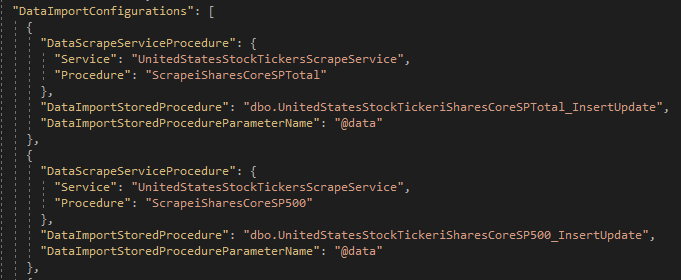 "DataImportConfigurations": [
{
"DataScrapeServiceProcedure": {
"Service": "UnitedStatesStockTickersScrapeService",
"Procedure": "ScrapeiSharesCoreSPTotal"
},
"DataImportStoredProcedure": "dbo.UnitedStatesStockTickeriSharesCoreSPTotal_InsertUpdate",
"DataImportStoredProcedureParameterName": "@data"
},
{
"DataScrapeServiceProcedure": {
"Service": "UnitedStatesStockTickersScrapeService",
"Procedure": "ScrapeiSharesCoreSP500"
},
"DataImportStoredProcedure": "dbo.UnitedStatesStockTickeriSharesCoreSP500_InsertUpdate",
"DataImportStoredProcedureParameterName": "@data"
},